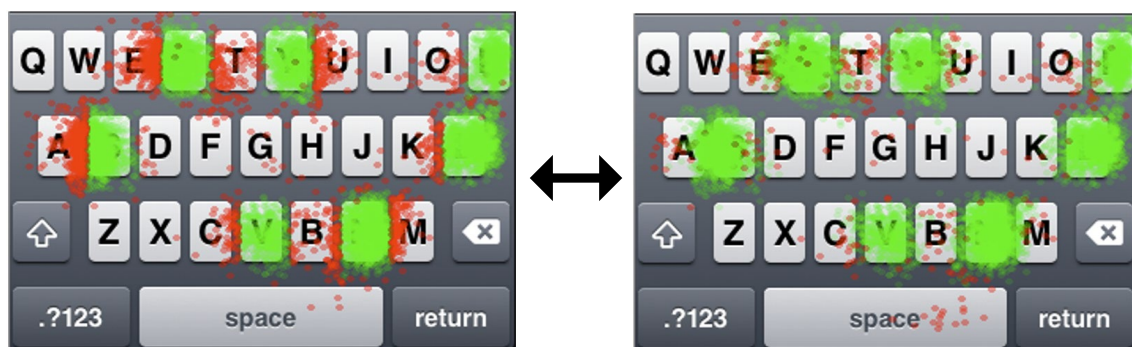 Q W E T U I O
A D F G H J K
Z X C V B M
.?123 space return
Q W E T U I O
A D F G H J K
Z X C V B M
.?123 space return